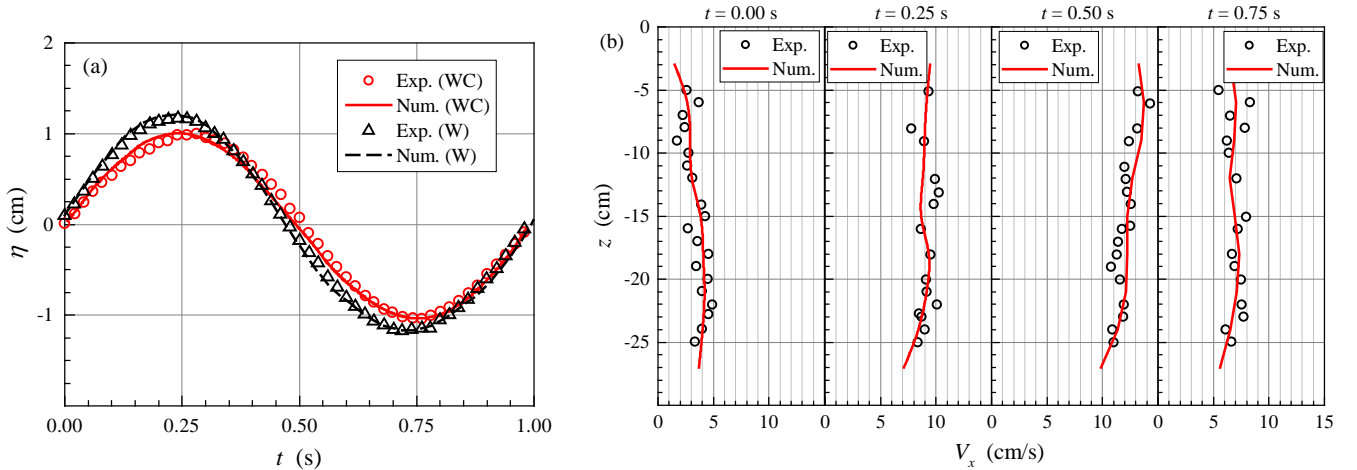 t = 0.00 s t = 0.25 s t = 0.50 s t = 0.75 s
(a)
Exp. (WC)
Num. (WC)
Exp. (W)
Num. (W)
2
1
0
-1
η (cm)
0.00 0.25 0.50 0.75 1.00
t (s)
(b)
Exp.
Num.
Exp.
Num.
Exp.
Num.
Exp.
Num.
0
-5
-10
-15
-20
-25
z (cm)
0 5 10 0 5 10 0 5 10 0 5 10 15
V_x (cm/s)